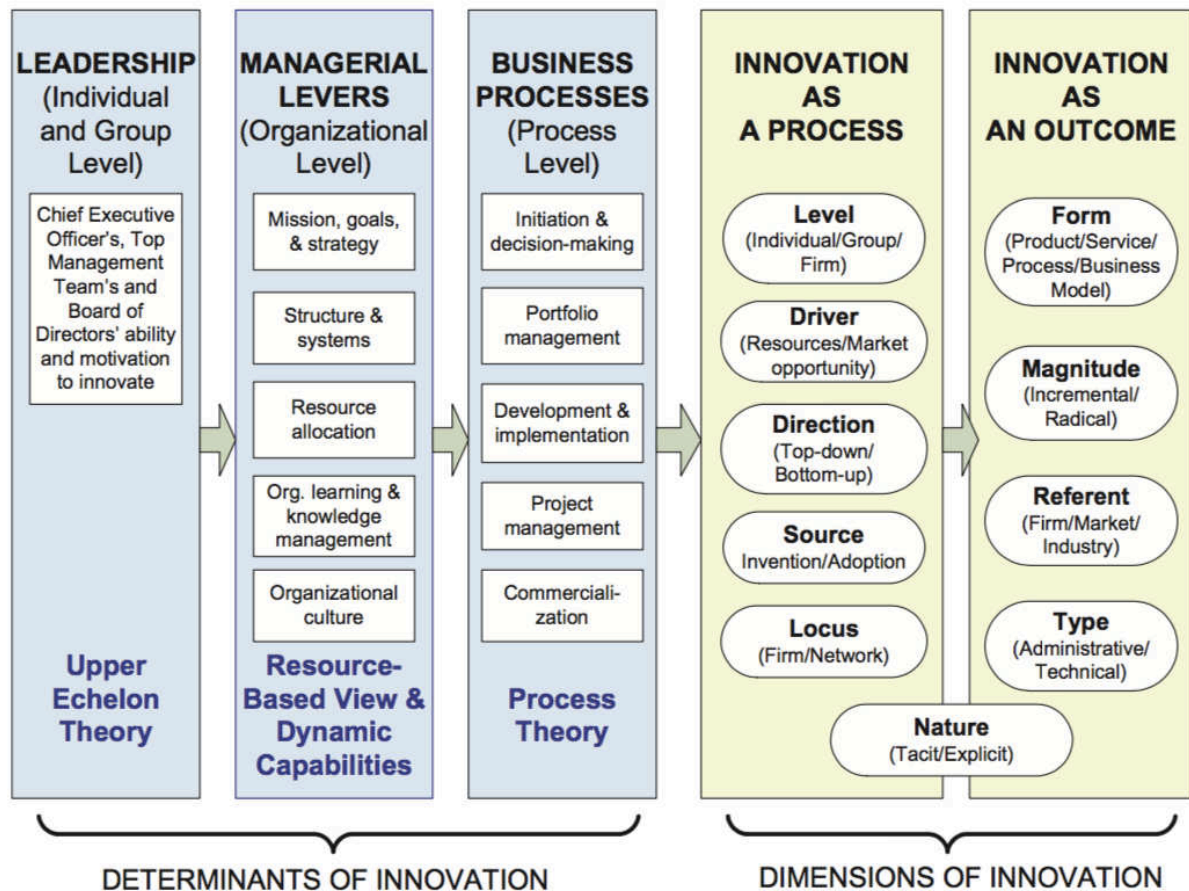 LEADERSHIP
(Individual
and Group
Level)
Chief Executive
Officer's, Top
Management
Team's and
Board of
Directors' ability
and motivation
to innovate
Upper
Echelon
Theory
MANAGERIAL
LEVERS
(Organizational
Level)
Mission, goals,
& strategy
Structure &
systems
Resource
allocation
Org. learning &
knowledge
management
Organizational
culture
Resource-
Based View &
Dynamic
Capabilities
BUSINESS
PROCESSES
(Process
Level)
Initiation &
decision-making
Portfolio
management
Development &
implementation
Project
management
Commerciali-
zation
Process
Theory
INNOVATION
AS
A PROCESS
Level
(Individual/Group/
Firm)
Driver
(Resources/Market
opportunity)
Direction
(Top-down/
Bottom-up)
Source
Invention/Adoption
Locus
(Firm/Network)
INNOVATION
AS
AN OUTCOME
Form
(Product/Service/
Process/Business
Model)
Magnitude
(Incremental/
Radical)
Referent
(Firm/Market/
Industry)
Type
(Administrative/
Technical)
Nature
(Tacit/Explicit)
DETERMINANTS OF INNOVATION
DIMENSIONS OF INNOVATION